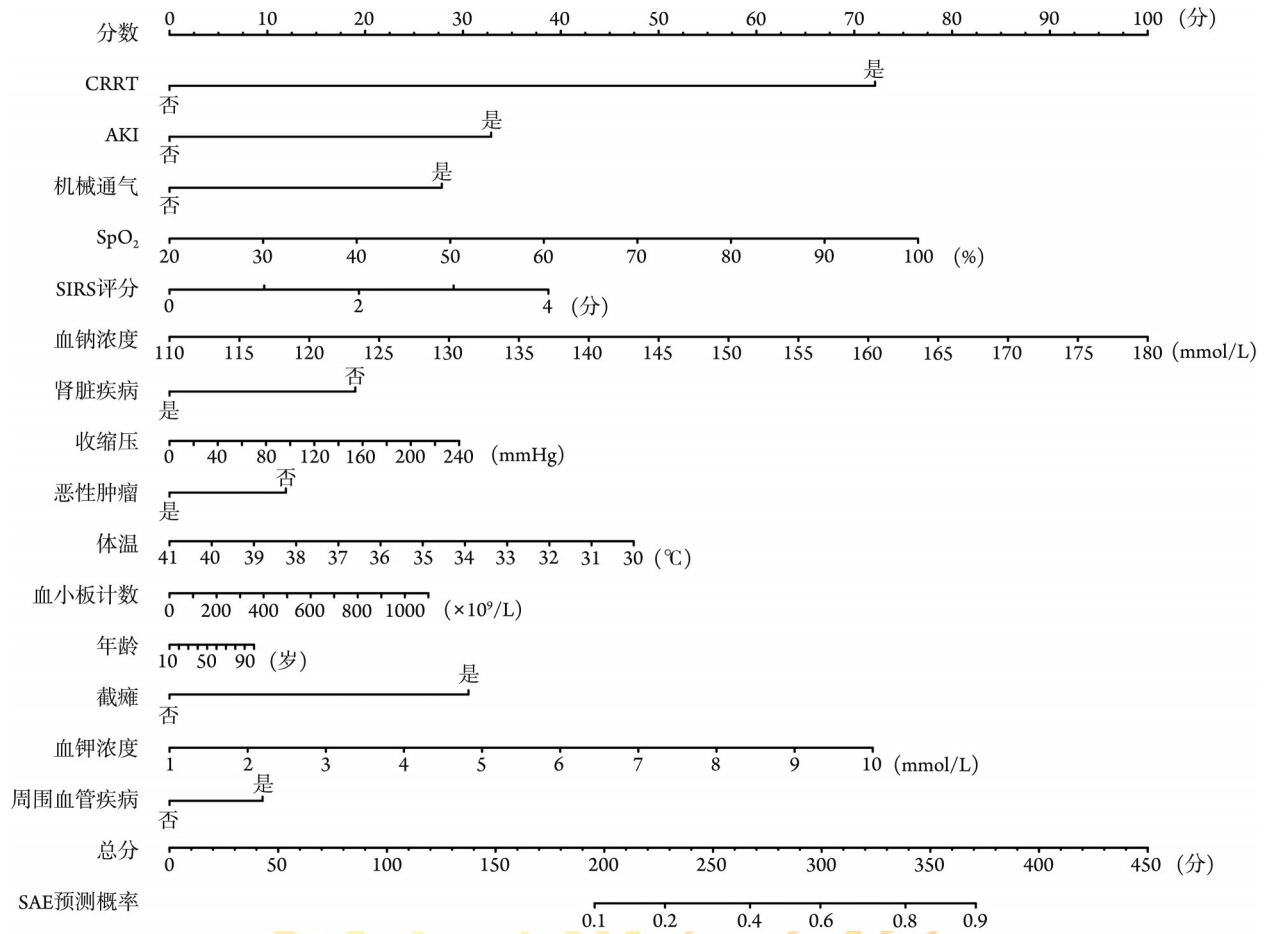 分数 0 10 20 30 40 50 60 70 80 90 100 (分)
CRRT 否 是
AKI 否 是
机械通气 否 是
SpO₂ 20 30 40 50 60 70 80 90 100 (%)
SIRS评分 0 2 4 (分)
血钠浓度 110 115 120 125 130 135 140 145 150 155 160 165 170 175 180 (mmol/L)
肾脏疾病 是 否
收缩压 0 40 80 120 160 200 240 (mmHg)
恶性肿瘤 是 否
体温 41 40 39 38 37 36 35 34 33 32 31 30 (℃)
血小板计数 0 200 400 600 800 1000 (×10⁹/L)
年龄 10 50 90 (岁)
截瘫 否 是
血钾浓度 1 2 3 4 5 6 7 8 9 10 (mmol/L)
周围血管疾病 否 是
总分 0 50 100 150 200 250 300 350 400 450 (分)
SAE预测概率 0.1 0.2 0.4 0.6 0.8 0.9